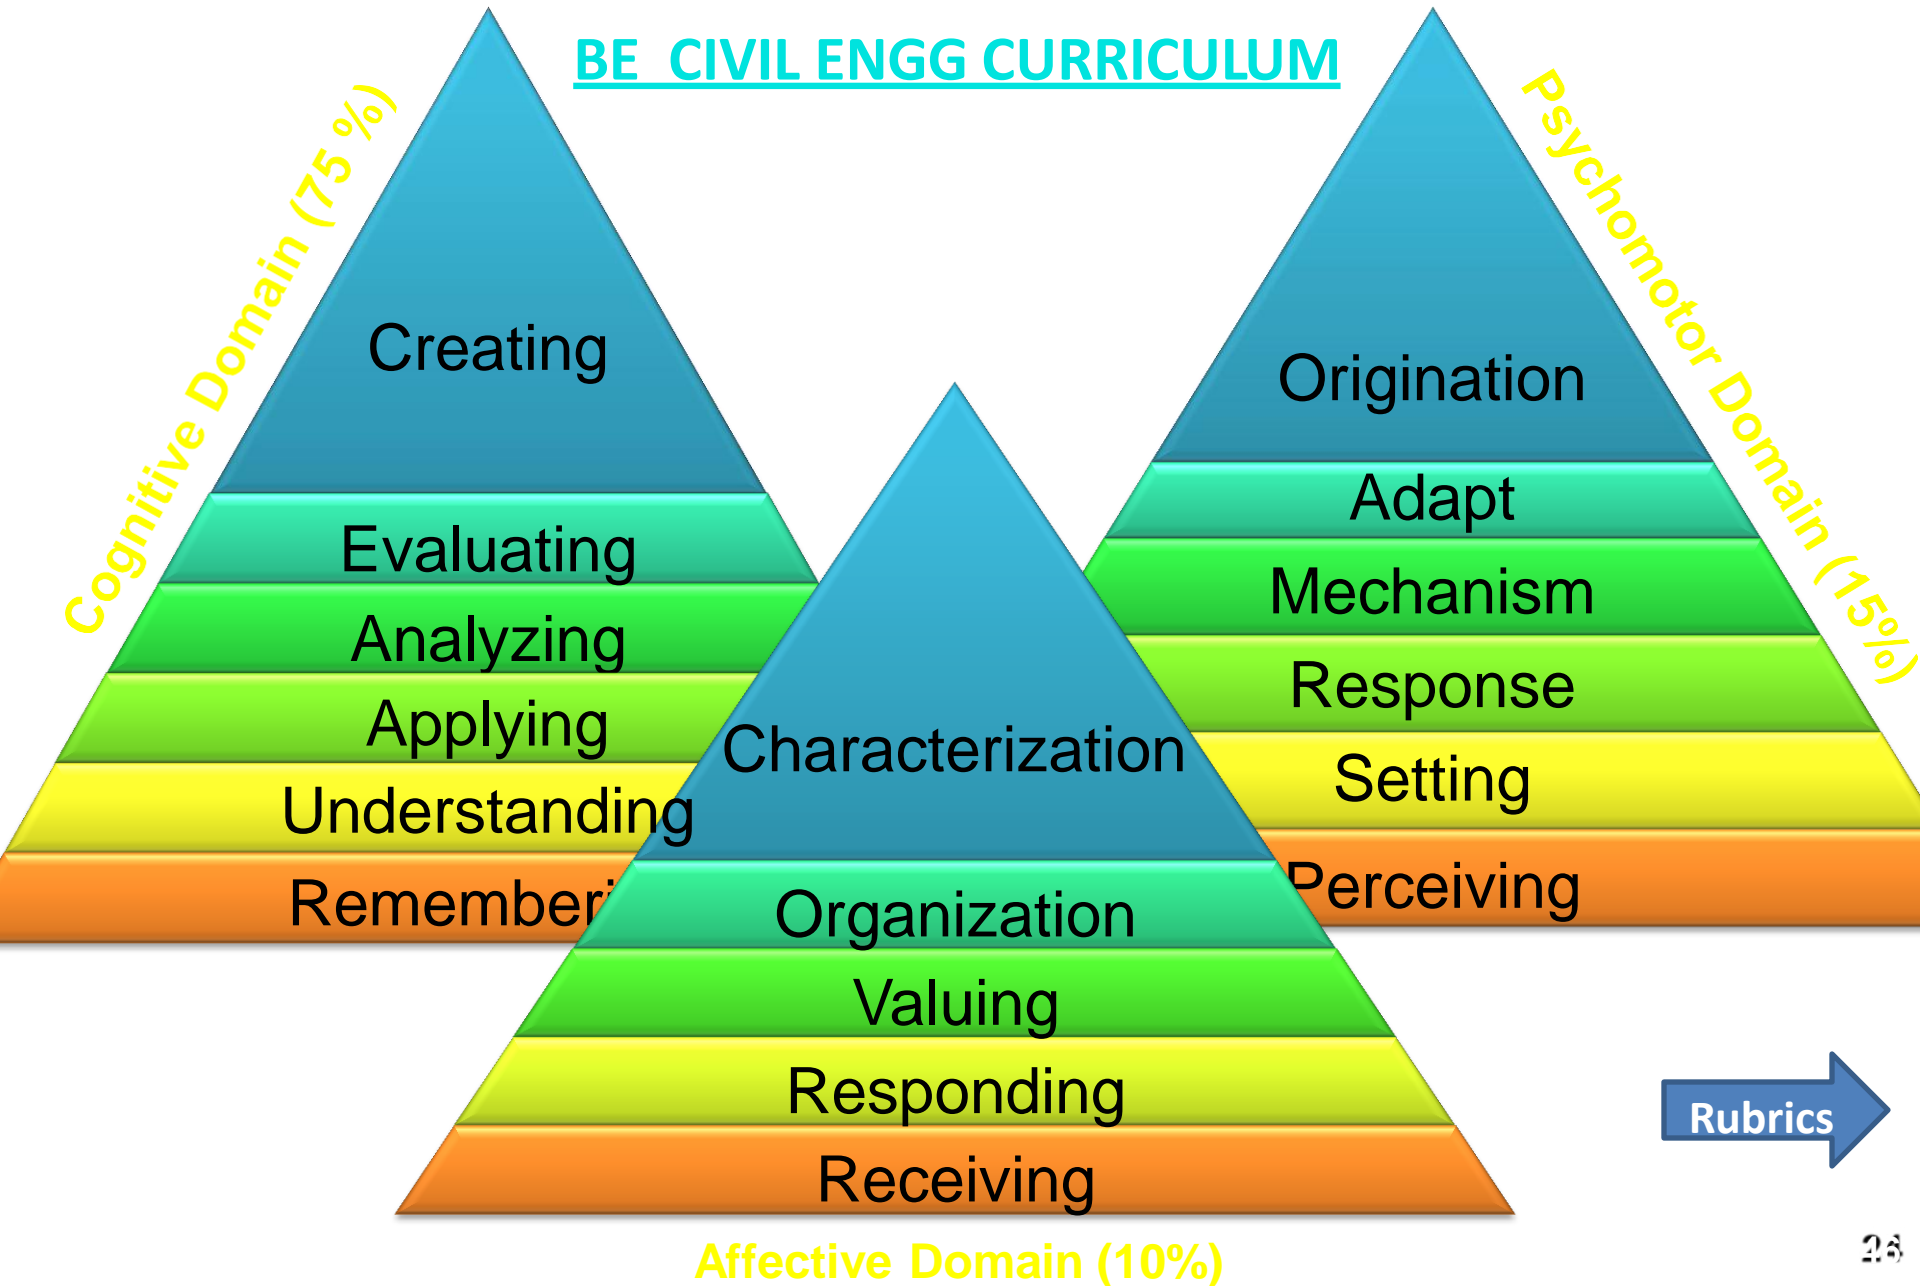 BE CIVIL ENGG CURRICULUM
Cognitive Domain (75 %)
Creating
Evaluating
Analyzing
Applying
Understanding
Rememberi
Psychomotor Domain (15%)
Origination
Adapt
Mechanism
Response
Setting
Perceiving
Characterization
Organization
Valuing
Responding
Receiving
Affective Domain (10%)
Rubrics